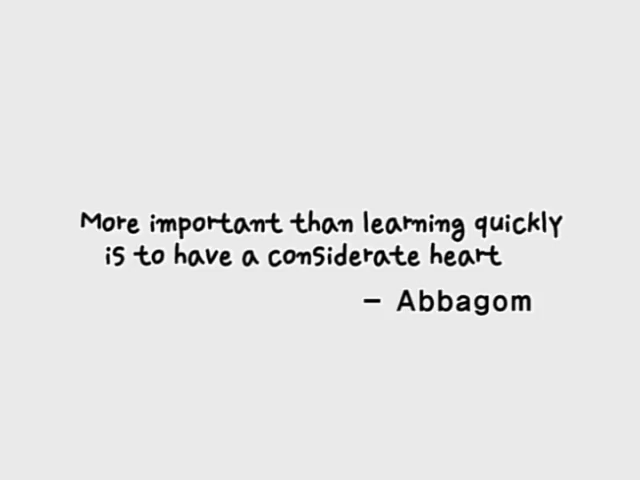 More important than learning quickly
is to have a considerate heart
– Abbagom